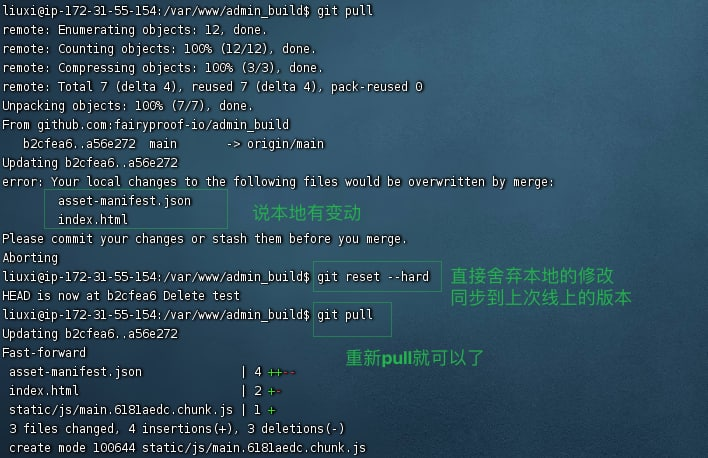 liuxi@ip-172-31-55-154:/var/www/admin_build$ git pull
remote: Enumerating objects: 12, done.
remote: Counting objects: 100% (12/12), done.
remote: Compressing objects: 100% (3/3), done.
remote: Total 7 (delta 4), reused 7 (delta 4), pack-reused 0
Unpacking objects: 100% (7/7), done.
From github.com:fairyproof-io/admin_build
b2cfea6..a56e272  main       -> origin/main
Updating b2cfea6..a56e272
error: Your local changes to the following files would be overwritten by merge:
asset-manifest.json
index.html
说本地有变动
Please commit your changes or stash them before you merge.
Aborting
liuxi@ip-172-31-55-154:/var/www/admin_build$ git reset --hard
直接舍弃本地的修改
同步到上次线上的版本
HEAD is now at b2cfea6 Delete test
liuxi@ip-172-31-55-154:/var/www/admin_build$ git pull
Updating b2cfea6..a56e272
Fast-forward
重新pull就可以了
asset-manifest.json              | 4 ++--
index.html                       | 2 +-
static/js/main.6181aedc.chunk.js | 1 +
3 files changed, 4 insertions(+), 3 deletions(-)
create mode 100644 static/js/main.6181aedc.chunk.js